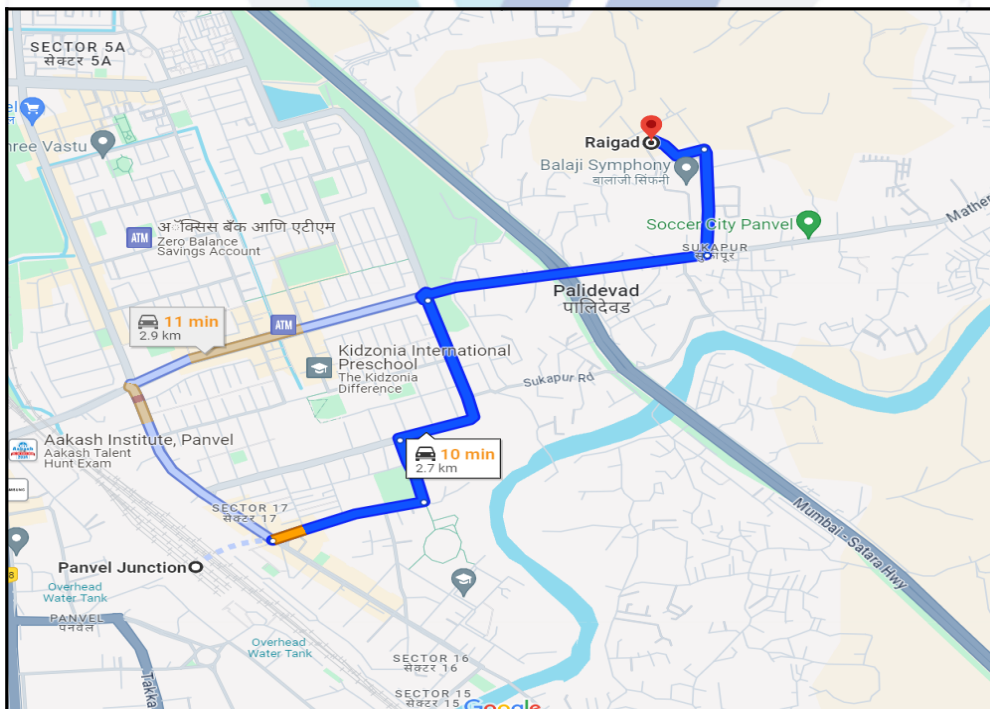 SECTOR 5A
सेक्टर 5A
hree Vastu
Raigad
Balaji Symphony
बालाजी सिंफनी
Soccer City Panvel
Mather
SUKAPUR
सुकापूर
ATM
अॅक्सिस बँक आणि एटीएम
Zero Balance
Savings Account
Palidevad
पालिदेवड
11 min
2.9 km
ATM
Kidzonia International
Preschool
The Kidzonia
Difference
Sukapur Rd
Aakash Institute, Panvel
Aakash Talent
Hunt Exam
10 min
2.7 km
SECTOR 17
सेक्टर 17
Mumbai - Satara Hwy
Panvel Junction
8
Overhead
Water Tank
PANVEL
पनवेल
Takka
Overhead
Water Tank
SECTOR 16
सेक्टर 16
SECTOR 15
सेक्टर 15
Google